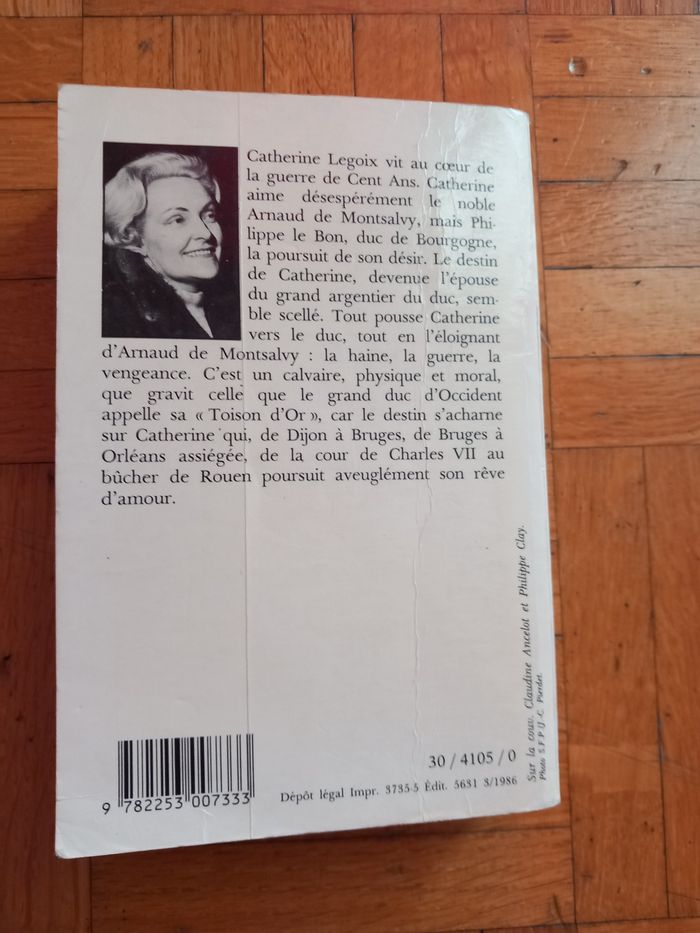 Catherine Legoix vit au cœur de
la guerre de Cent Ans. Catherine
aime désespérément le noble
Arnaud de Montsalvy, mais Phi-
lippe le Bon, duc de Bourgogne,
la poursuit de son désir. Le destin
de Catherine, devenue l'épouse
du grand argentier du duc, sem-
ble scellé. Tout pousse Catherine
vers le duc, tout en l'éloignant
d'Arnaud de Montsalvy : la haine, la guerre, la
vengeance. C'est un calvaire, physique et moral,
que gravit celle que le grand duc d'Occident
appelle sa « Toison d'Or », car le destin s'acharne
sur Catherine qui, de Dijon à Bruges, de Bruges à
Orléans assiégée, de la cour de Charles VII au
bûcher de Rouen poursuit aveuglément son rêve
d'amour.
Sur la couv. Claudine Ancelot et Philippe Clay.
Photo S.F.P. (J.-C. Pierdet.
30 / 4105 / 0
Dépôt légal Impr. 3735-5 Édit. 5681 3/1986
9 782253 007333